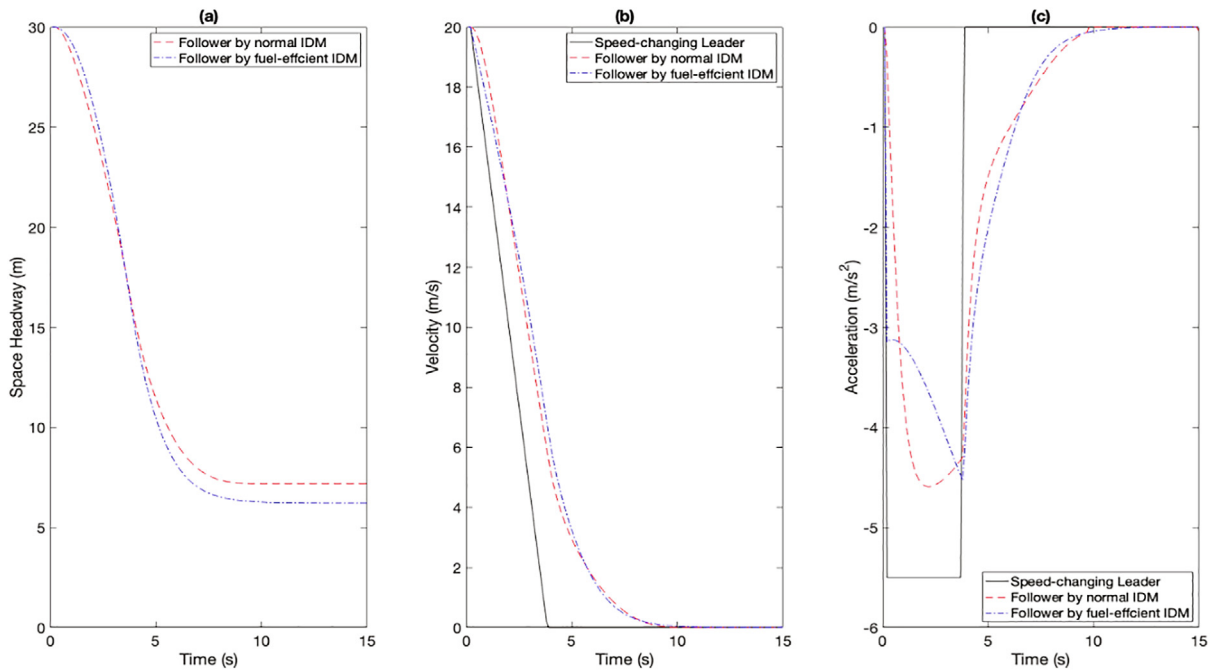 (a)
30
25
20
15
10
5
0
0
5
10
15
Space Headway (m)
Time (s)
Follower by normal IDM
Follower by fuel-effcient IDM
(b)
20
18
16
14
12
10
8
6
4
2
0
0
5
10
15
Velocity (m/s)
Time (s)
Speed-changing Leader
Follower by normal IDM
Follower by fuel-effcient IDM
(c)
0
-1
-2
-3
-4
-5
-6
0
5
10
15
Acceleration (m/s²)
Time (s)
Speed-changing Leader
Follower by normal IDM
Follower by fuel-effcient IDM